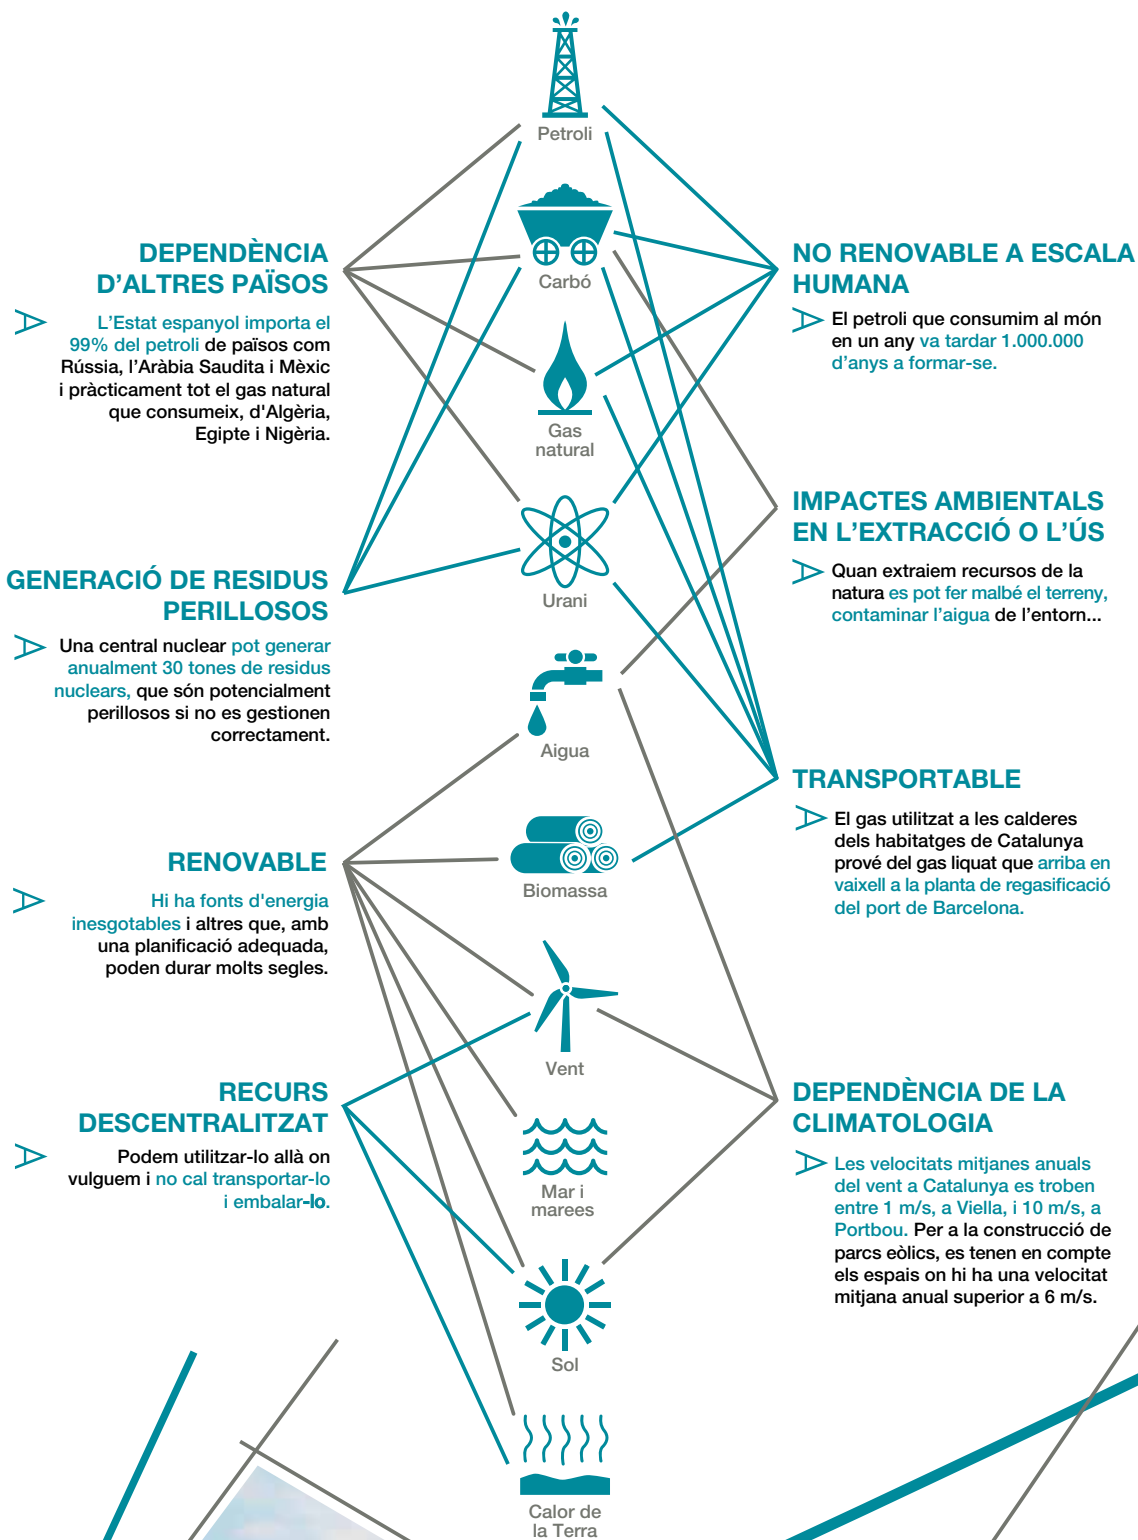 Petroli
Carbó
Gas
natural
Urani
Aigua
Biomassa
Vent
Mar i
marees
Sol
Calor de
la Terra
DEPENDÈNCIA
D'ALTRES PAÏSOS
L'Estat espanyol importa el
99% del petroli de països com
Rússia, l'Aràbia Saudita i Mèxic
i pràcticament tot el gas natural
que consumeix, d'Algèria,
Egipte i Nigèria.
GENERACIÓ DE RESIDUS
PERILLOSOS
Una central nuclear pot generar
anualment 30 tones de residus
nuclears, que són potencialment
perillosos si no es gestionen
correctament.
RENOVABLE
Hi ha fonts d'energia
inesgotables i altres que, amb
una planificació adequada,
poden durar molts segles.
RECURS
DESCENTRALITZAT
Podem utilitzar-lo allà on
vulguem i no cal transportar-lo
i embalar-lo.
NO RENOVABLE A ESCALA
HUMANA
El petroli que consumim al món
en un any va tardar 1.000.000
d'anys a formar-se.
IMPACTES AMBIENTALS
EN L'EXTRACCIÓ O L'ÚS
Quan extraiem recursos de la
natura es pot fer malbé el terreny,
contaminar l'aigua de l'entorn...
TRANSPORTABLE
El gas utilitzat a les calderes
dels habitatges de Catalunya
prové del gas liquat que arriba en
vaixell a la planta de regasificació
del port de Barcelona.
DEPENDÈNCIA DE LA
CLIMATOLOGIA
Les velocitats mitjanes anuals
del vent a Catalunya es troben
entre 1 m/s, a Viella, i 10 m/s, a
Portbou. Per a la construcció de
parcs eòlics, es tenen en compte
els espais on hi ha una velocitat
mitjana anual superior a 6 m/s.